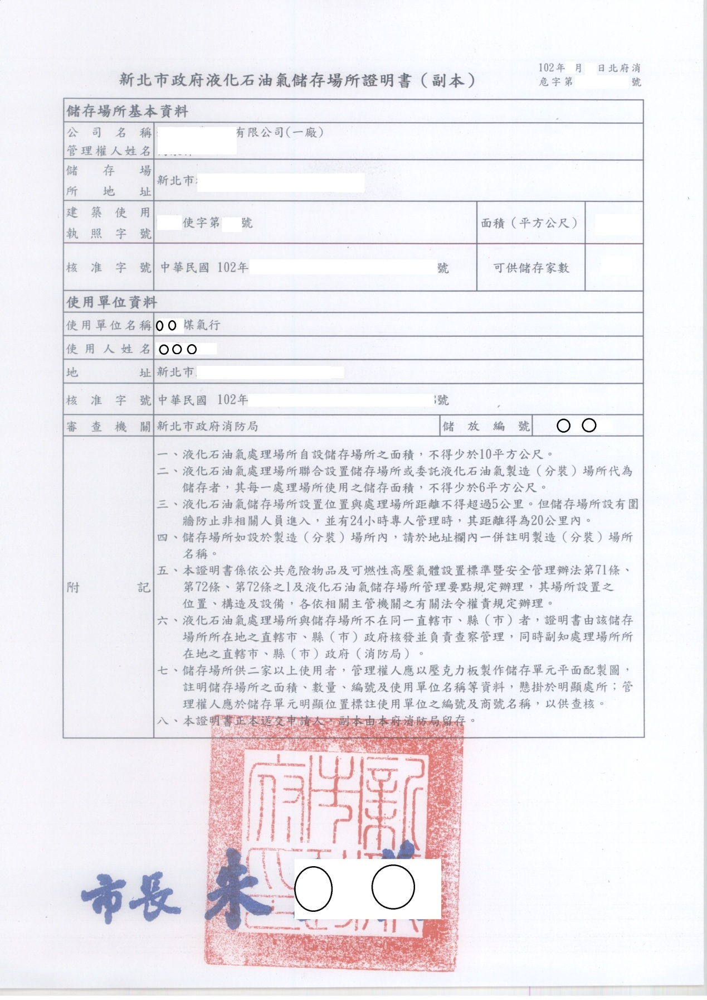 102年 月 日北府消
危字第 號
新北市政府液化石油氣儲存場所證明書（副本）
儲存場所基本資料
公司名稱 有限公司(一廠)
管理權人姓名
儲存場
所地址
新北市
建築使用
執照字號
使字第 號
面積（平方公尺）
核准字號 中華民國 102年 號 可供儲存家數
使用單位資料
使用單位名稱 ○○煤氣行
使用人姓名 ○○○
地址 新北市
核准字號 中華民國 102年 號
審查機關 新北市政府消防局 儲放編號 ○ ○
附記
一、液化石油氣處理場所自設儲存場所之面積，不得少於10平方公尺。
二、液化石油氣處理場所聯合設置儲存場所或委託液化石油氣製造（分裝）場所代為
儲存者，其每一處理場所使用之儲存面積，不得少於6平方公尺。
三、液化石油氣儲存場所設置位置與處理場所距離不得超過5公里。但儲存場所設有圍
牆防止非相關人員進入，並有24小時專人管理時，其距離得為20公里內。
四、儲存場所如設於製造（分裝）場所內，請於地址欄內一併註明製造（分裝）場所
名稱。
五、本證明書係依公共危險物品及可燃性高壓氣體設置標準暨安全管理辦法第71條、
第72條、第72條之1及液化石油氣儲存場所管理要點規定辦理，其場所設置之
位置、構造及設備，各依相關主管機關之有關法令權責規定辦理。
六、液化石油氣處理場所與儲存場所不在同一直轄市、縣（市）者，證明書由該儲存
場所所在地之直轄市、縣（市）政府核發並負責查察管理，同時副知處理場所所
在地之直轄市、縣（市）政府（消防局）。
七、儲存場所供二家以上使用者，管理權人應以壓克力板製作儲存單元平面配製圖，
註明儲存場所之面積、數量、編號及使用單位名稱等資料，懸掛於明顯處所；管
理權人應於儲存單元明顯位置標註使用單位之編號及商號名稱，以供查核。
八、本證明書正本送交申請人，副本由本府消防局留存。
市長 朱 ○ ○